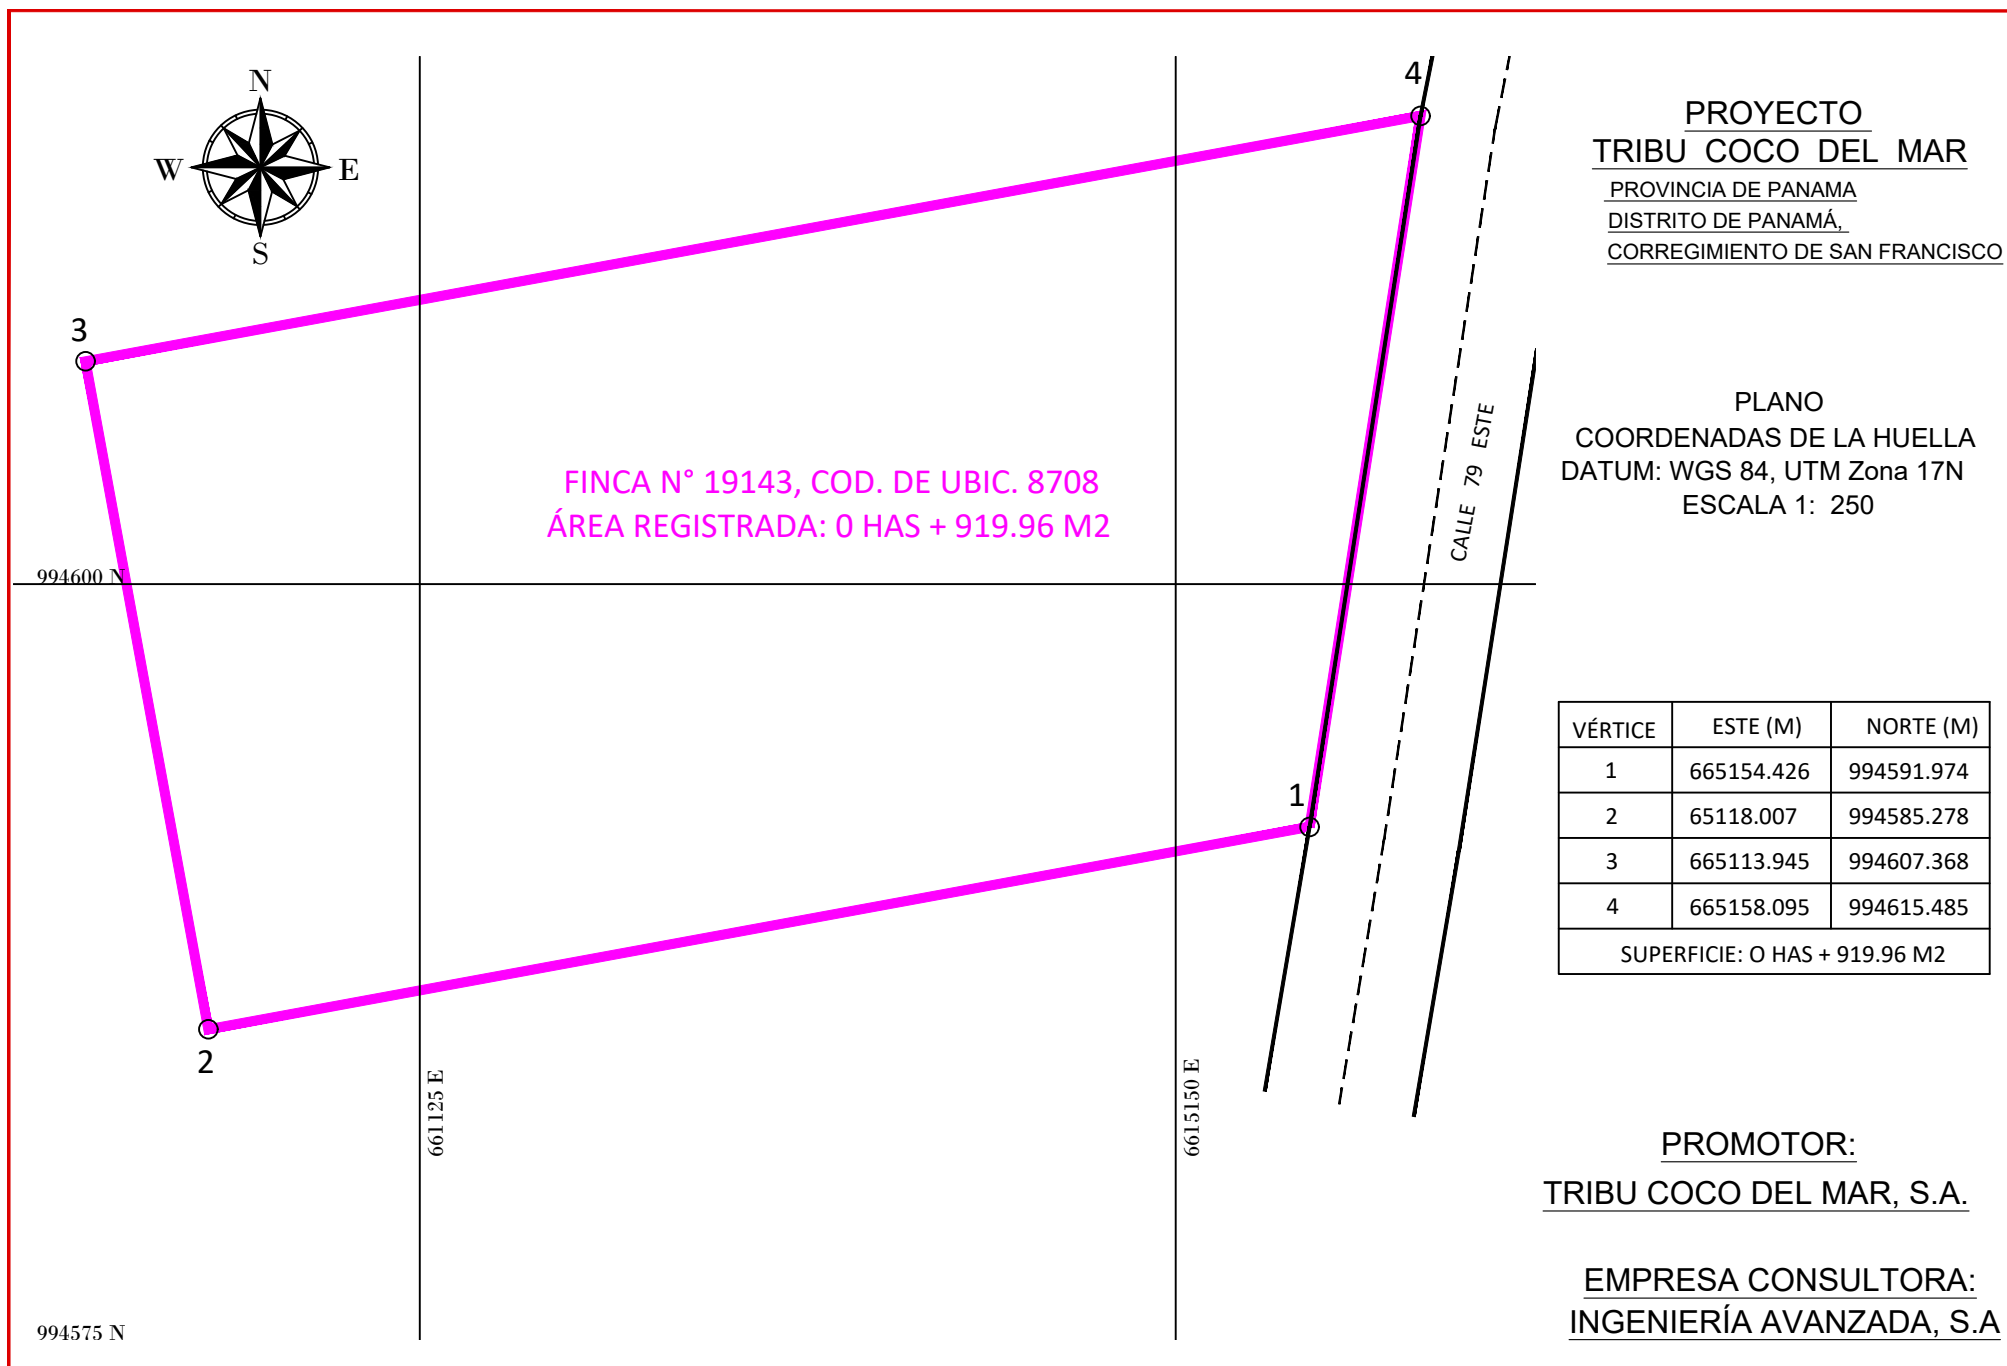 N
W
E
S
4
3
FINCA N° 19143, COD. DE UBIC. 8708
ÁREA REGISTRADA: 0 HAS + 919.96 M2
994600 N
CALLE 79 ESTE
1
2
661125 E
6615150 E
994575 N
PROYECTO
TRIBU COCO DEL MAR
PROVINCIA DE PANAMA
DISTRITO DE PANAMÁ,
CORREGIMIENTO DE SAN FRANCISCO
PLANO
COORDENADAS DE LA HUELLA
DATUM: WGS 84, UTM Zona 17N
ESCALA 1: 250
VÉRTICE ESTE (M) NORTE (M)
1 665154.426 994591.974
2 65118.007 994585.278
3 665113.945 994607.368
4 665158.095 994615.485
SUPERFICIE: O HAS + 919.96 M2
PROMOTOR:
TRIBU COCO DEL MAR, S.A.
EMPRESA CONSULTORA:
INGENIERÍA AVANZADA, S.A